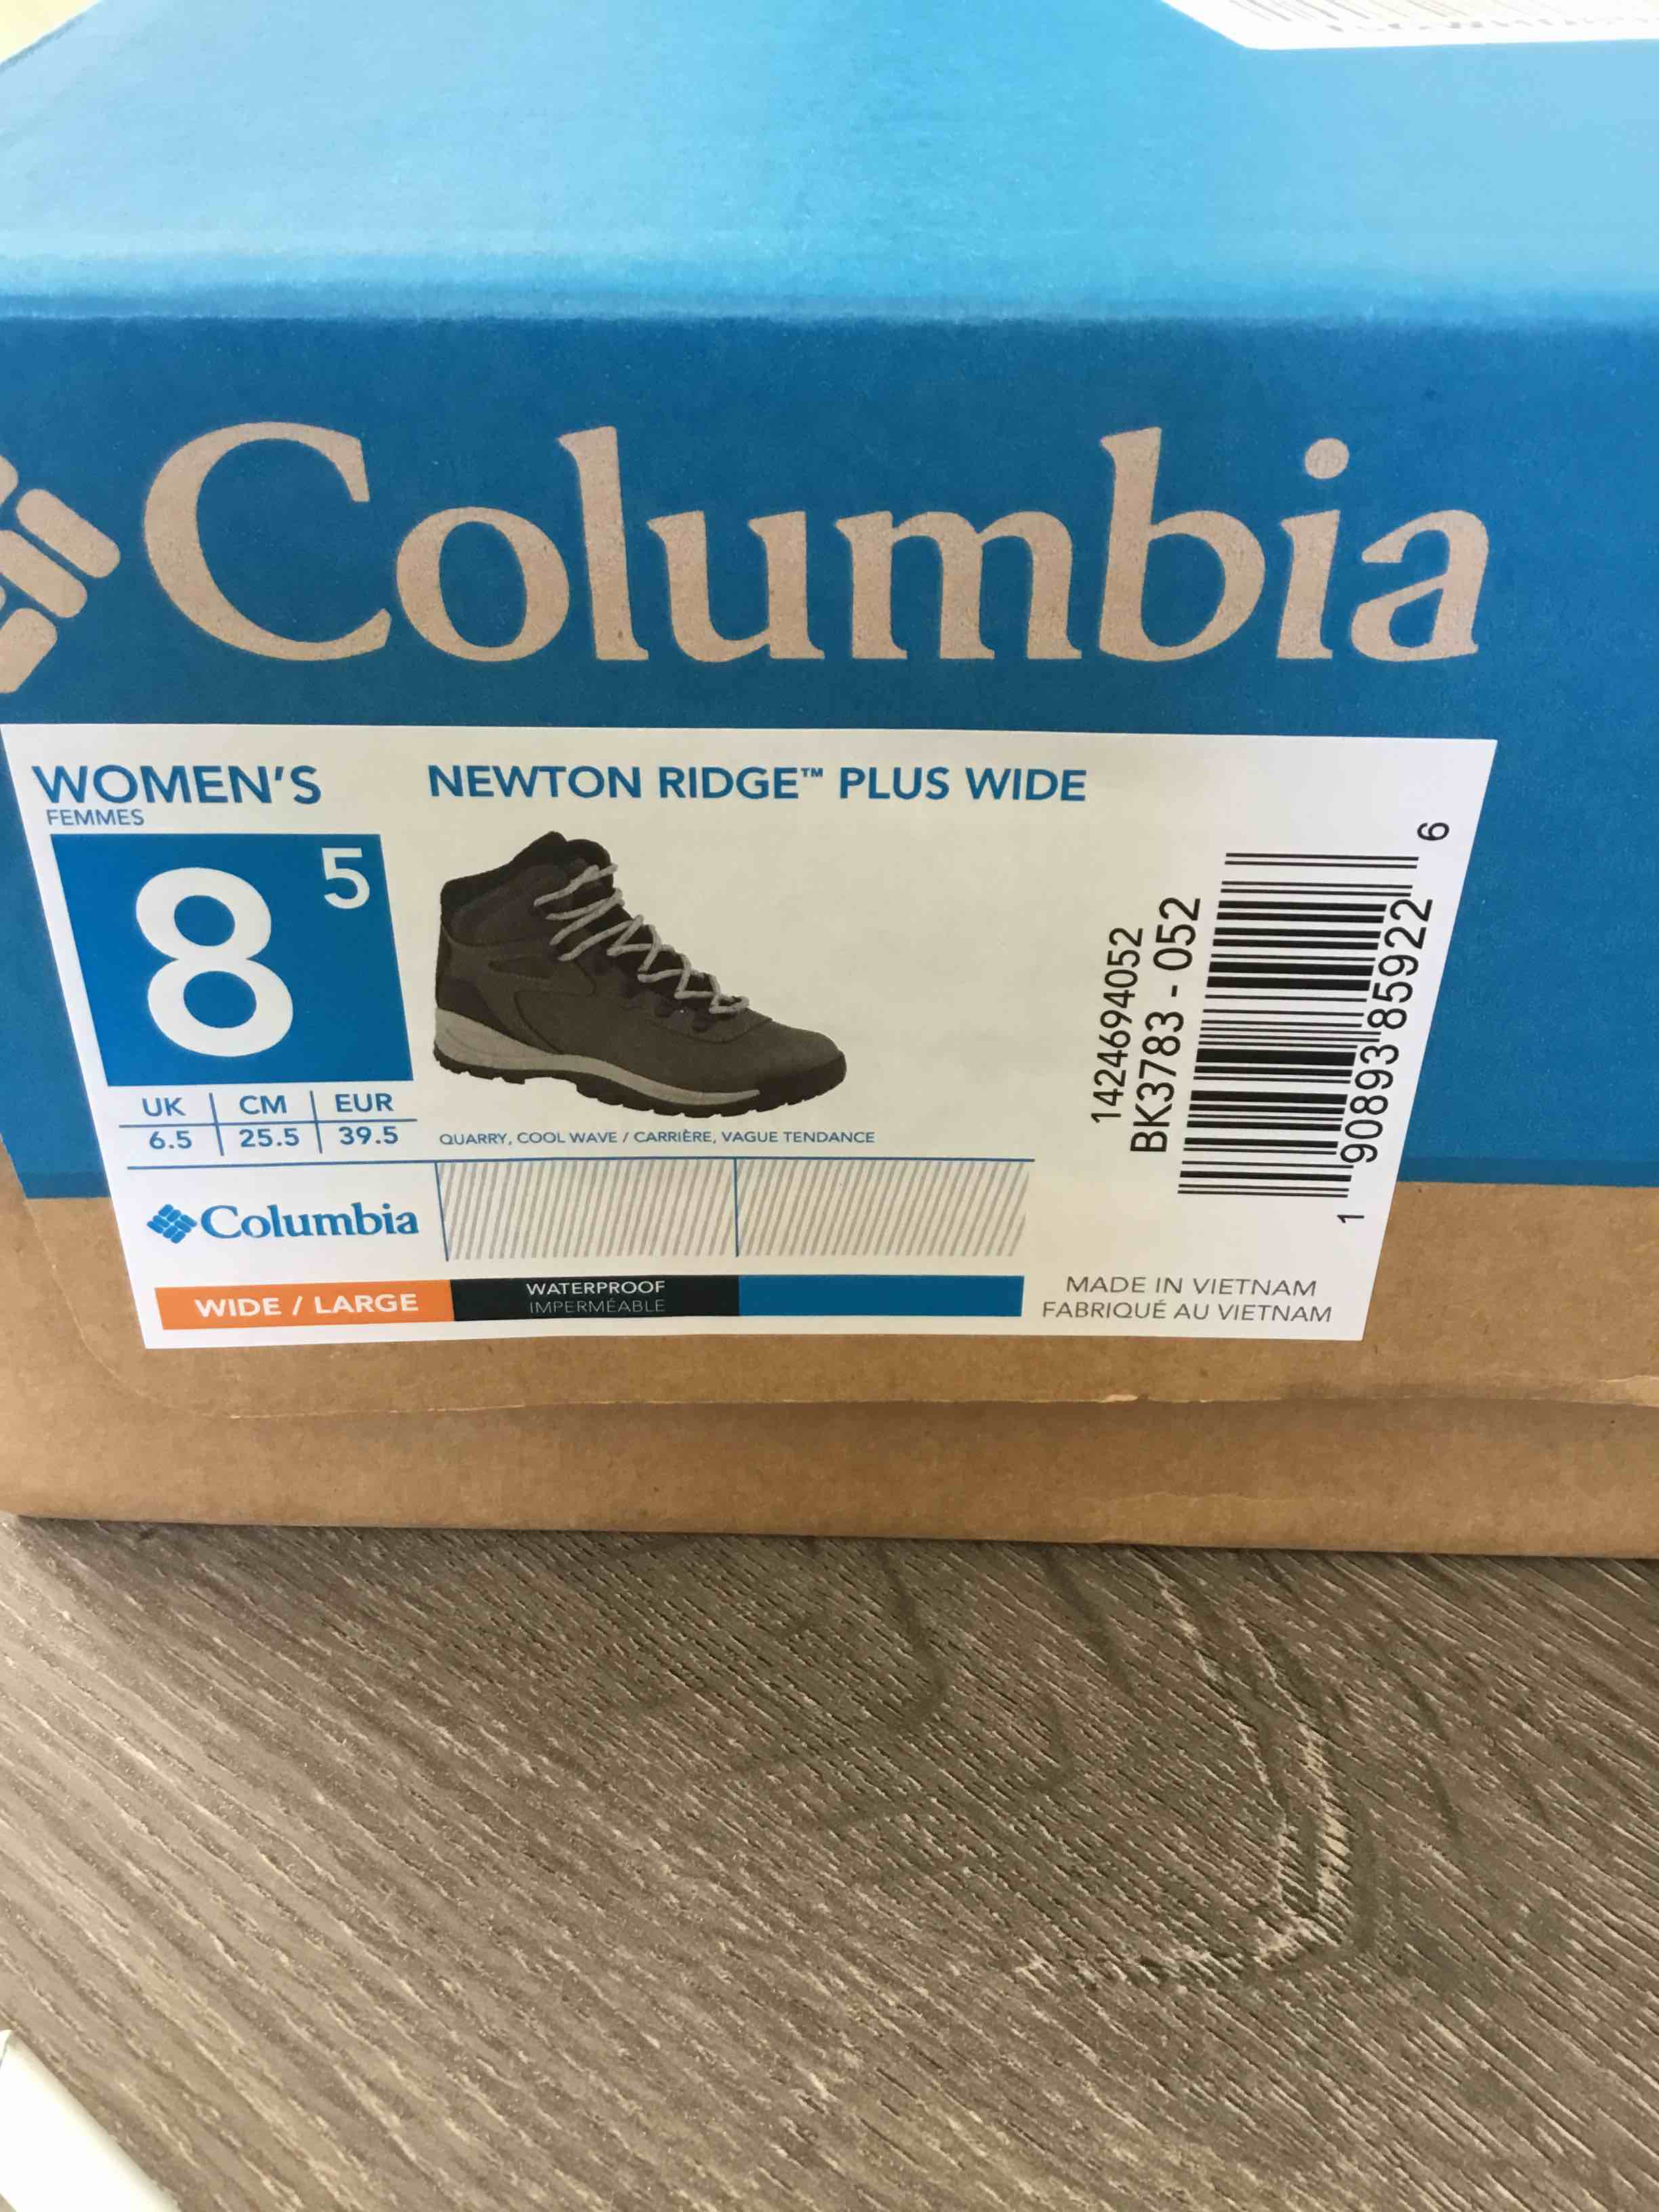 Columbia
WOMEN'S
FEMMES
NEWTON RIDGE™ PLUS WIDE
8 5
UK CM EUR
6.5 25.5 39.5
QUARRY, COOL WAVE / CARRIÈRE, VAGUE TENDANCE
1424694052
BK3783 - 052
1 90893 85922 6
Columbia
WIDE / LARGE
WATERPROOF
IMPERMÉABLE
MADE IN VIETNAM
FABRIQUÉ AU VIETNAM